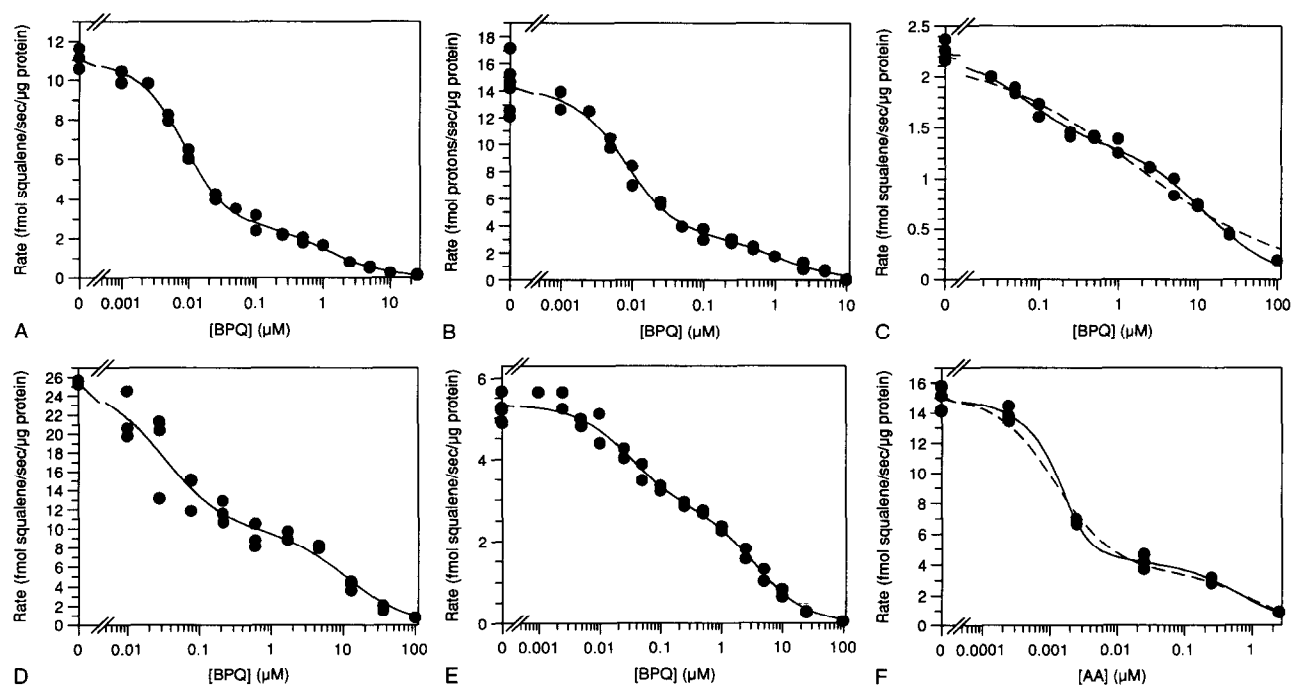 Rate (fmol squalene/sec/µg protein)
12
10
8
6
4
2
0
0 0.001 0.01 0.1 1 10
[BPQ] (µM)
A
Rate (fmol protons/sec/µg protein)
18
16
14
12
10
8
6
4
2
0
0 0.001 0.01 0.1 1 10
[BPQ] (µM)
B
Rate (fmol squalene/sec/µg protein)
2.5
2
1.5
1
0.5
0
0 0.1 1 10 100
[BPQ] (µM)
C
Rate (fmol squalene/sec/µg protein)
26
24
22
20
18
16
14
12
10
8
6
4
2
0
0 0.01 0.1 1 10 100
[BPQ] (µM)
D
Rate (fmol squalene/sec/µg protein)
6
4
2
0
0 0.0001 0.01 0.1 1 10 100
[BPQ] (µM)
E
Rate (fmol squalene/sec/µg protein)
16
14
12
10
8
6
4
2
0
0 0.0001 0.001 0.01 0.1 1
[AA] (µM)
F